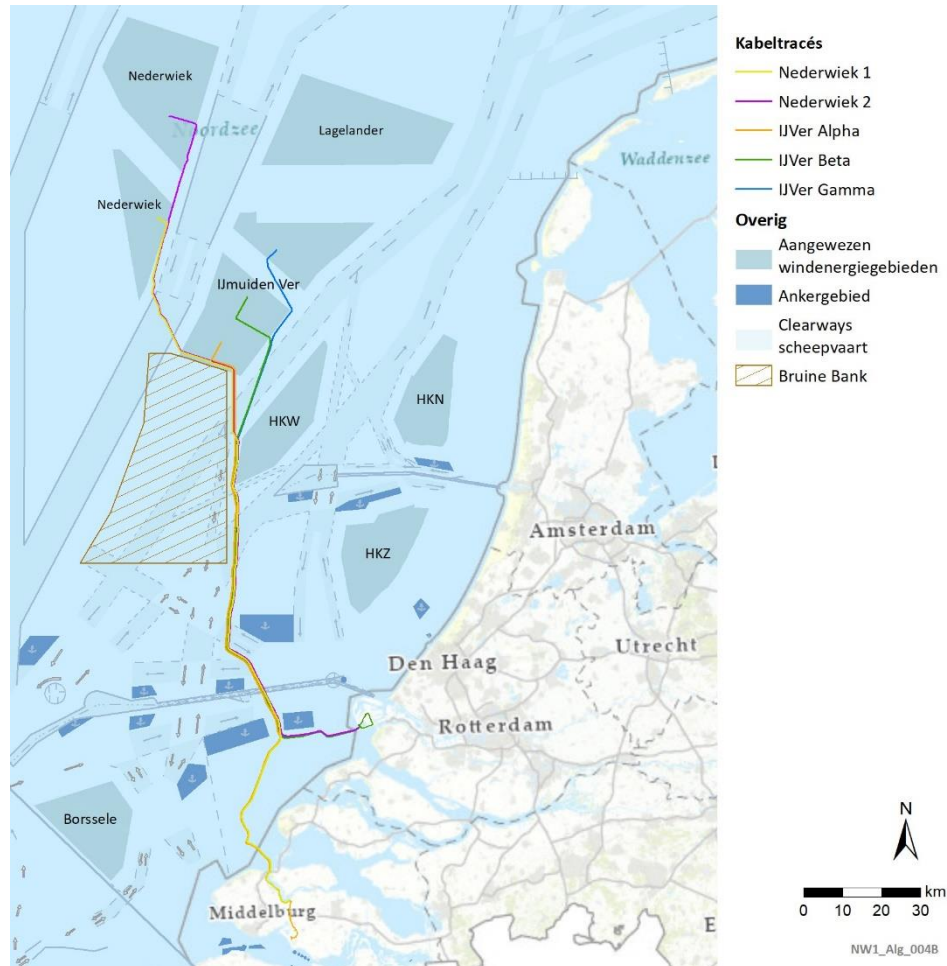 Nederwiek
Noordzee
Lagelander
Waddenzee
Nederwiek
IJmuiden Ver
HKW
HKN
HKZ
Amsterdam
Utrecht
Den Haag
Rotterdam
Borssele
Middelburg
Kabeltracés
Nederwiek 1
Nederwiek 2
IJVer Alpha
IJVer Beta
IJVer Gamma
Overig
Aangewezen
windenergiegebieden
Ankergebied
Clearways
scheepvaart
Bruine Bank
N
km
0 10 20 30
NW1_Alg_004B